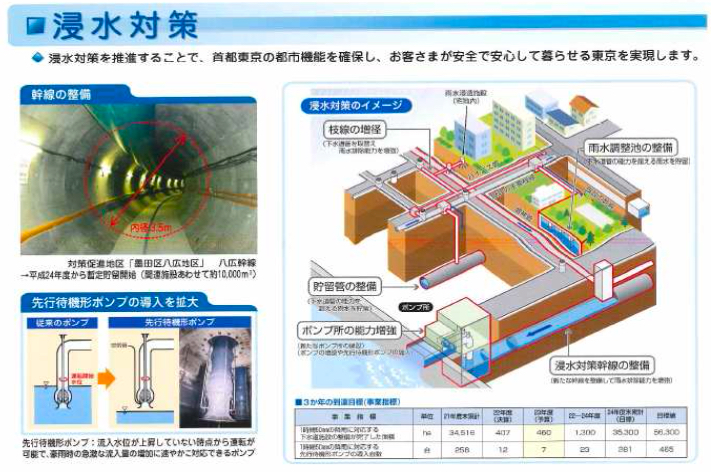 浸水対策
浸水対策を推進することで、首都東京の都市機能を確保し、お客さまが安全で安心して暮らせる東京を実現します。
幹線の整備
内径3.5m
対策促進地区「墨田区八広地区」 八広幹線
→平成24年度から暫定貯留開始（関連施設あわせて約10,000m³）
先行待機形ポンプの導入を拡大
従来のポンプ
先行待機形ポンプ
運転開始
水位
先行待機形ポンプ：流入水位が上昇していない時点から運転が
可能で、豪雨時の急激な流入量の増加に速やかに対応できるポンプ
浸水対策のイメージ
雨水浸透施設
（宅地内）
枝線の増径
（下水道管を取替え
雨水排除能力を増強）
雨水調整池の整備
（下水道管の能力を超える雨水を貯留）
貯留管の整備
（下水道管の能力を
超える雨水を貯留）
ポンプ所
ポンプ所の能力増強
（新たなポンプ所の建設）
浸水対策幹線の整備
（新たな幹線を整備して雨水排除能力を増強）
■3か年の到達目標（事業指標）
事業指標 単位 21年度末累計 22年度（決算） 23年度（予算） 22～24年度 24年度末累計（目標） 目標値
1時間50mmの降雨に対応する下水道施設の整備が完了した面積 ha 34,516 407 460 1,300 35,300 56,300
1時間50mmの降雨に対応する先行待機形ポンプの導入台数 台 258 12 7 23 281 465